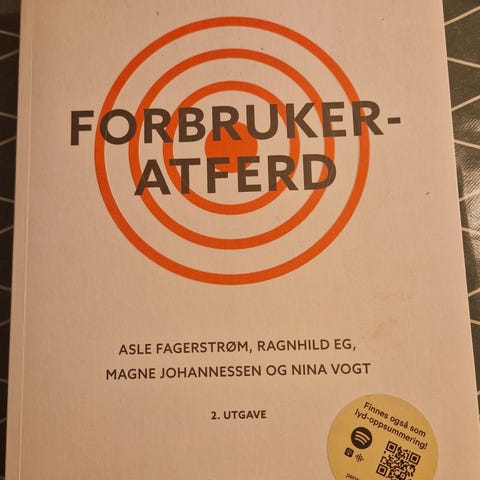 FORBRUKER-
ATFERD
ASLE FAGERSTRØM, RAGNHILD EG,
MAGNE JOHANNESSEN OG NINA VOGT
2. UTGAVE
Finnes også som
lyd-oppsummering!